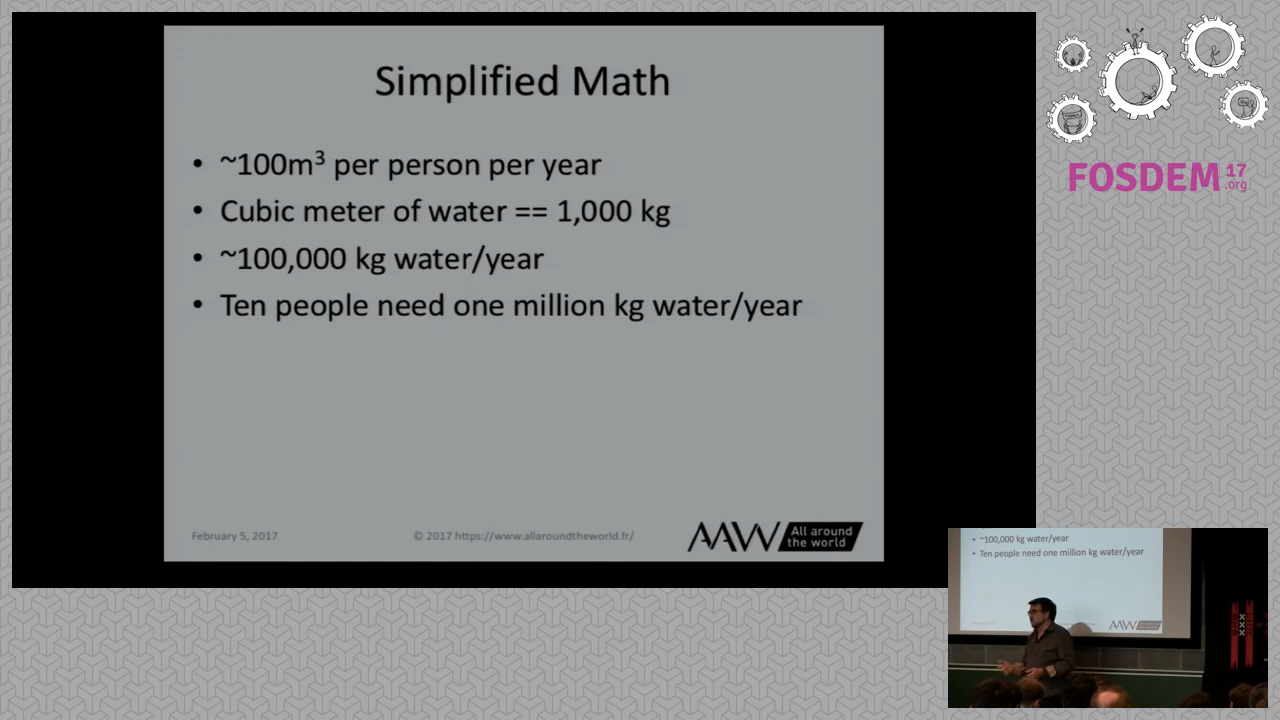 Simplified Math
• ~100m³ per person per year
• Cubic meter of water == 1,000 kg
• ~100,000 kg water/year
• Ten people need one million kg water/year
February 5, 2017
© 2017 https://www.allaroundtheworld.fr/
AAW All around
the world
FOSDEM 17
.org
• ~100,000 kg water/year
• Ten people need one million kg water/year
AAW